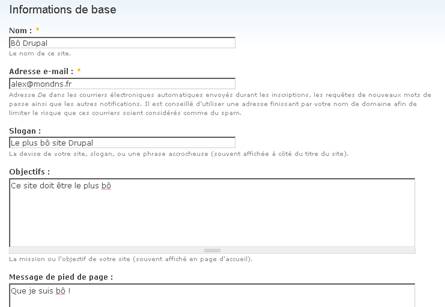 Informations de base
Nom : *
Bô Drupal
Le nom de ce site.
Adresse e-mail : *
alex@mondns.fr
Adresse De dans les courriers électroniques automatiques envoyés durant les inscriptions, les requêtes de nouveaux mots de
passe ainsi que les autres notifications. Il est conseillé d'utiliser une adresse finissant par votre nom de domaine afin de
limiter le risque que ces courriers soient considérés comme du spam.
Slogan :
Le plus bô site Drupal
La devise de votre site, slogan, ou une phrase accrocheuse (souvent affichée à côté du titre du site).
Objectifs :
Ce site doit être le plus bô
La mission ou l'objectif de votre site (souvent affiché en page d'accueil).
Message de pied de page :
Que je suis bô !